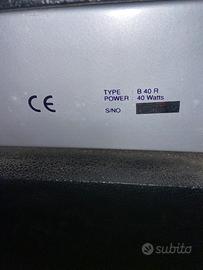 CE
TYPE : B 40 R
POWER : 40 Watts
S/NO
subito